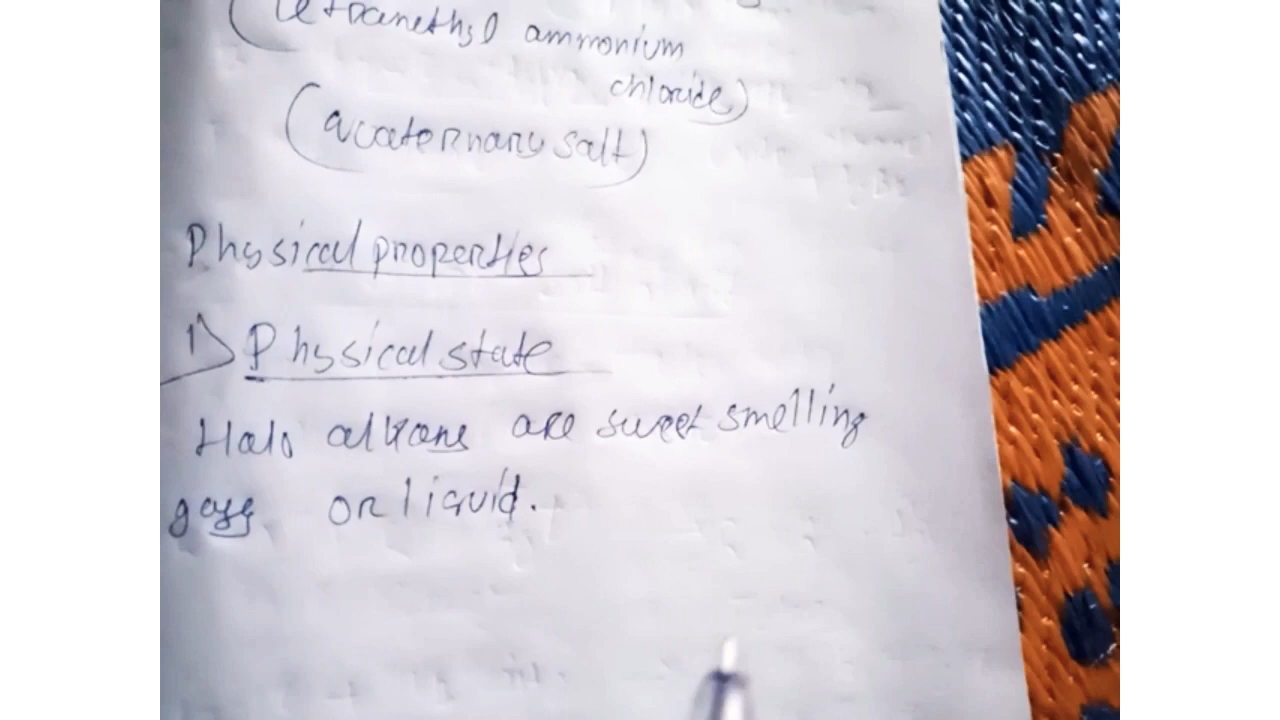 (Tetramethyl ammonium
chloride)
(Quaternary salt)
Physical properties
1) Physical state
Halo alkane are sweet smelling
gass or liquid.